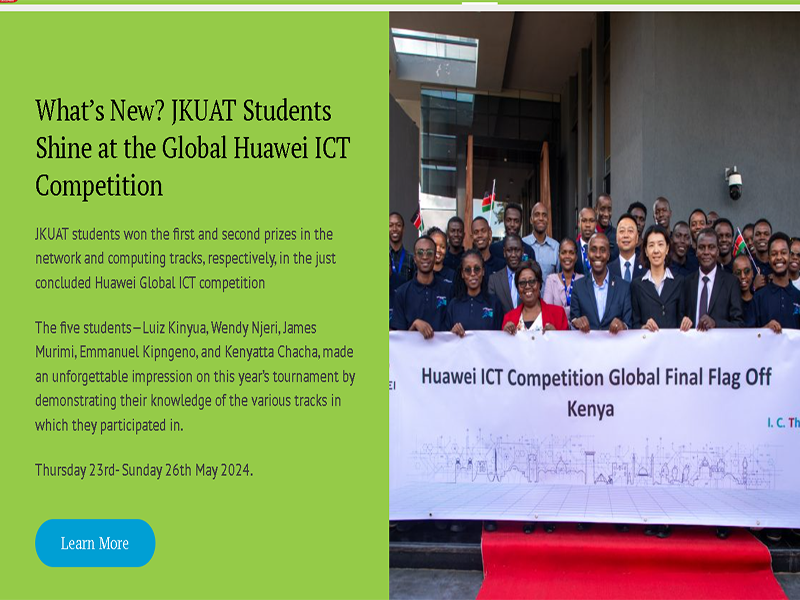 What's New? JKUAT Students
Shine at the Global Huawei ICT
Competition
JKUAT students won the first and second prizes in the
network and computing tracks, respectively, in the just
concluded Huawei Global ICT competition
The five students—Luiz Kinyua, Wendy Njeri, James
Murimi, Emmanuel Kipngeno, and Kenyatta Chacha, made
an unforgettable impression on this year's tournament by
demonstrating their knowledge of the various tracks in
which they participated in.
Thursday 23rd- Sunday 26th May 2024.
Learn More
Huawei ICT Competition Global Final Flag Off
Kenya
EI
I. C. Th